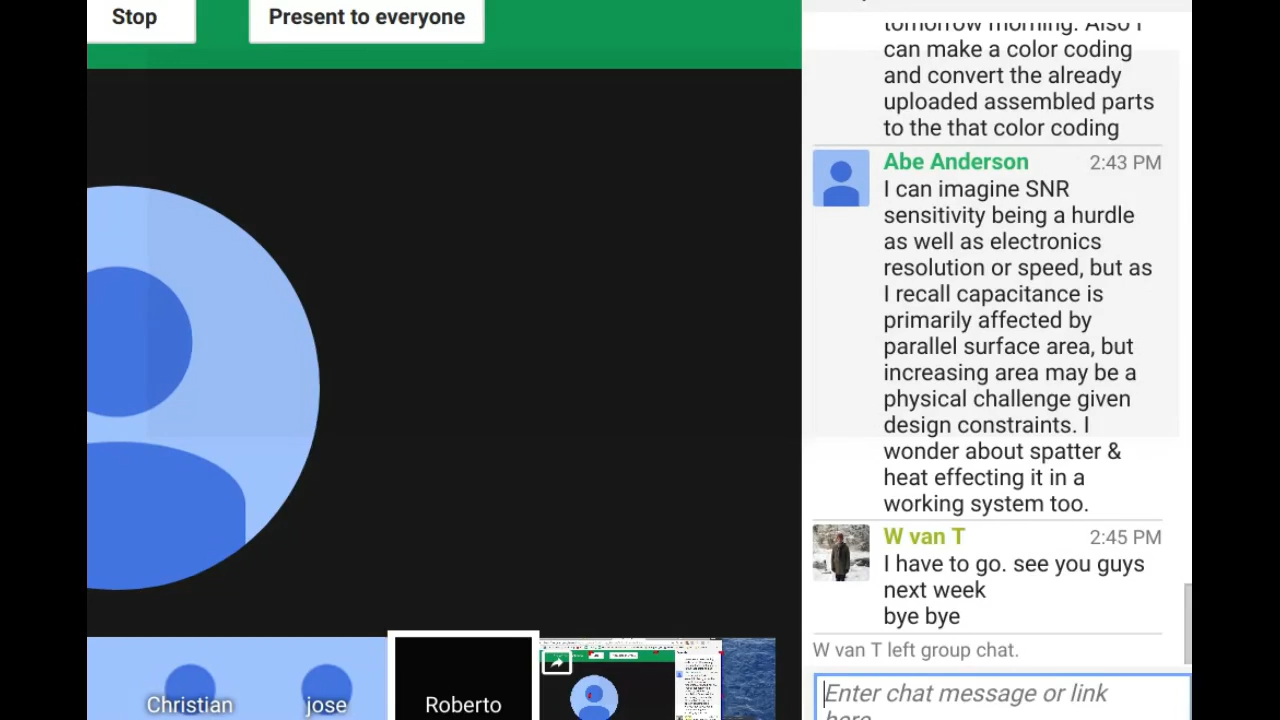 Stop
Present to everyone
tomorrow morning. Also I
can make a color coding
and convert the already
uploaded assembled parts
to the that color coding
Abe Anderson
2:43 PM
I can imagine SNR
sensitivity being a hurdle
as well as electronics
resolution or speed, but as
I recall capacitance is
primarily affected by
parallel surface area, but
increasing area may be a
physical challenge given
design constraints. I
wonder about spatter &
heat effecting it in a
working system too.
W van T
2:45 PM
I have to go. see you guys
next week
bye bye
W van T left group chat.
Enter chat message or link
here
Christian
jose
Roberto